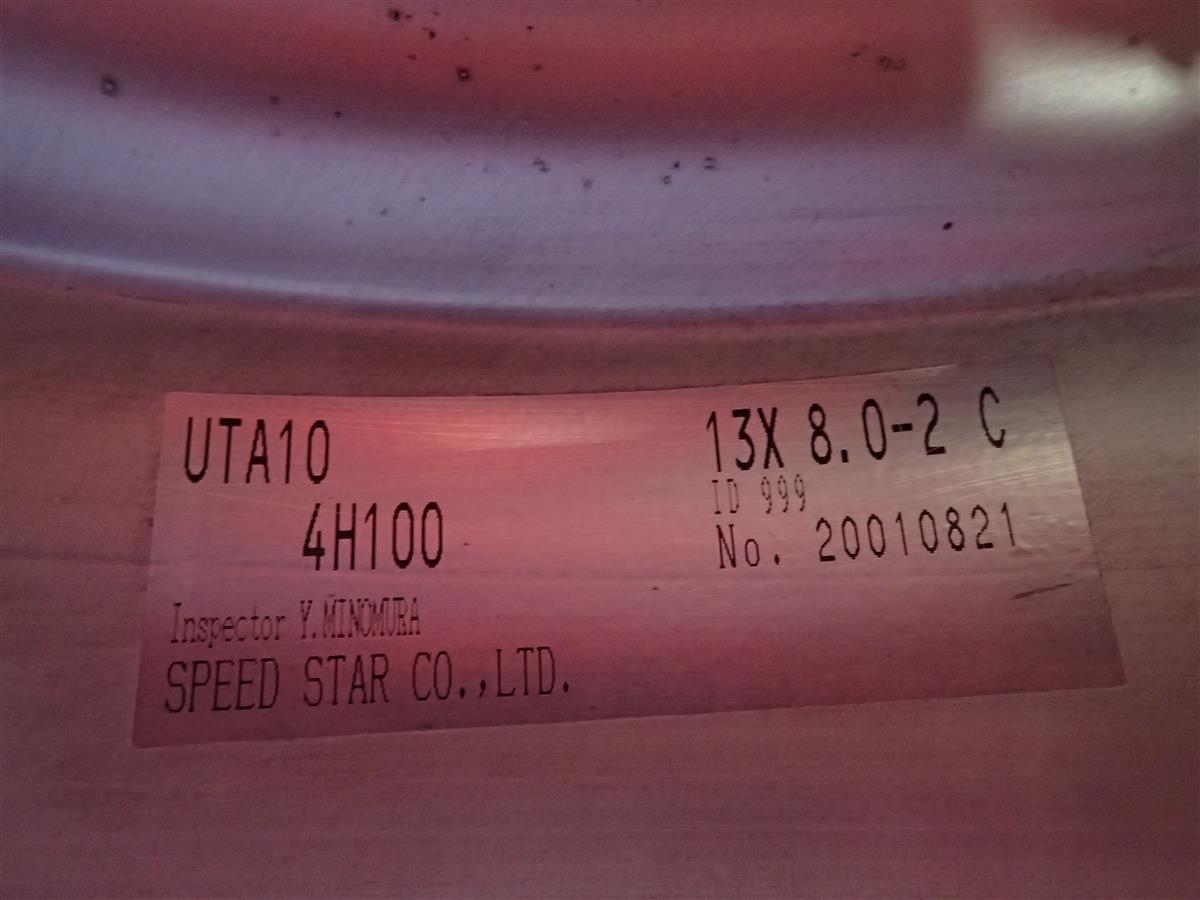 UTA10
4H100
13X 8.0-2 C
ID 999
No. 20010821
Inspector Y.MINOMURA
SPEED STAR CO.,LTD.